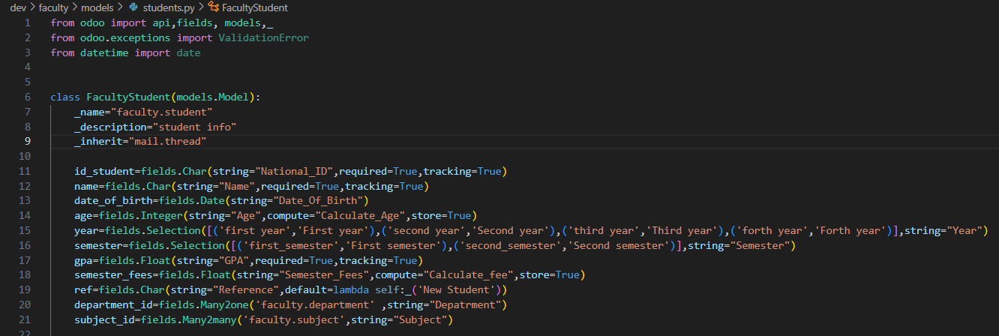 dev > faculty > models > students.py > FacultyStudent
1 from odoo import api,fields, models,_
2 from odoo.exceptions import ValidationError
3 from datetime import date
4
5
6 class FacultyStudent(models.Model):
7 _name="faculty.student"
8 _description="student info"
9 _inherit="mail.thread"
10
11 id_student=fields.Char(string="National_ID",required=True,tracking=True)
12 name=fields.Char(string="Name",required=True,tracking=True)
13 date_of_birth=fields.Date(string="Date_Of_Birth")
14 age=fields.Integer(string="Age",compute="Calculate_Age",store=True)
15 year=fields.Selection([('first year','First year'),('second year','Second year'),('third year','Third year'),('forth year','Forth year')],string="Year")
16 semester=fields.Selection([('first_semester','First semester'),('second_semester','Second semester')],string="Semester")
17 gpa=fields.Float(string="GPA",required=True,tracking=True)
18 semester_fees=fields.Float(string="Semester_Fees",compute="Calculate_fee",store=True)
19 ref=fields.Char(string="Reference",default=lambda self:_('New Student'))
20 department_id=fields.Many2one('faculty.department' ,string="Depatrment")
21 subject_id=fields.Many2many('faculty.subject',string="Subject")
22